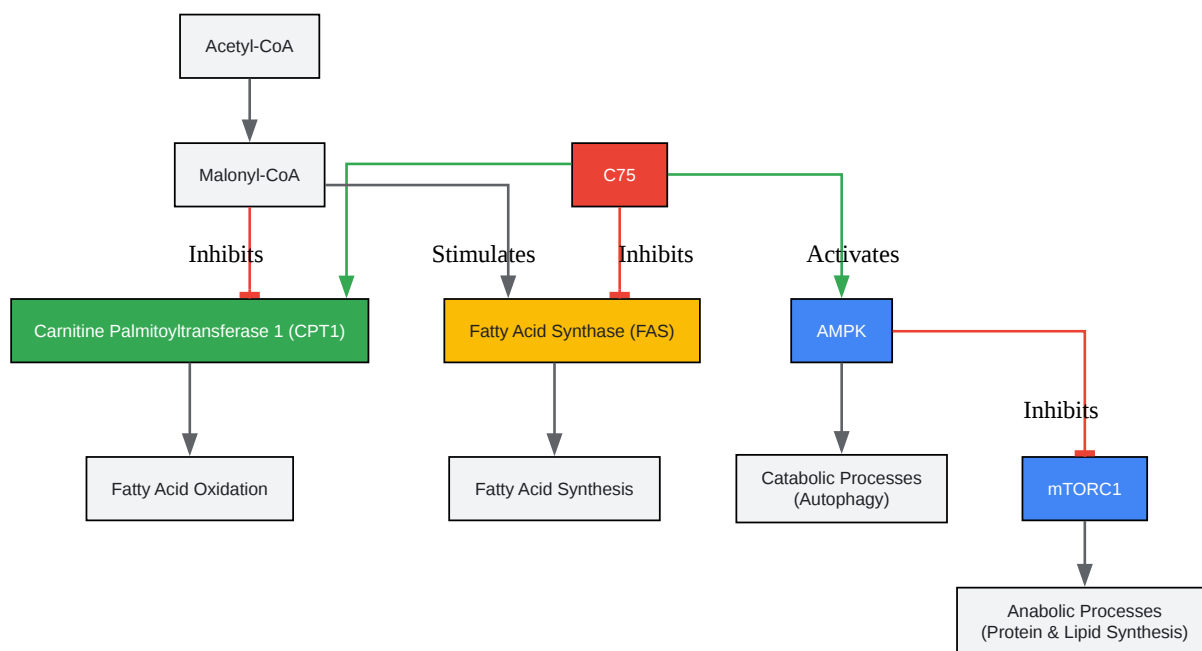 Acetyl-CoA
Malonyl-CoA
C75
Inhibits
Stimulates
Inhibits
Activates
Carnitine Palmitoyltransferase 1 (CPT1)
Fatty Acid Synthase (FAS)
AMPK
Inhibits
Fatty Acid Oxidation
Fatty Acid Synthesis
Catabolic Processes
(Autophagy)
mTORC1
Anabolic Processes
(Protein & Lipid Synthesis)